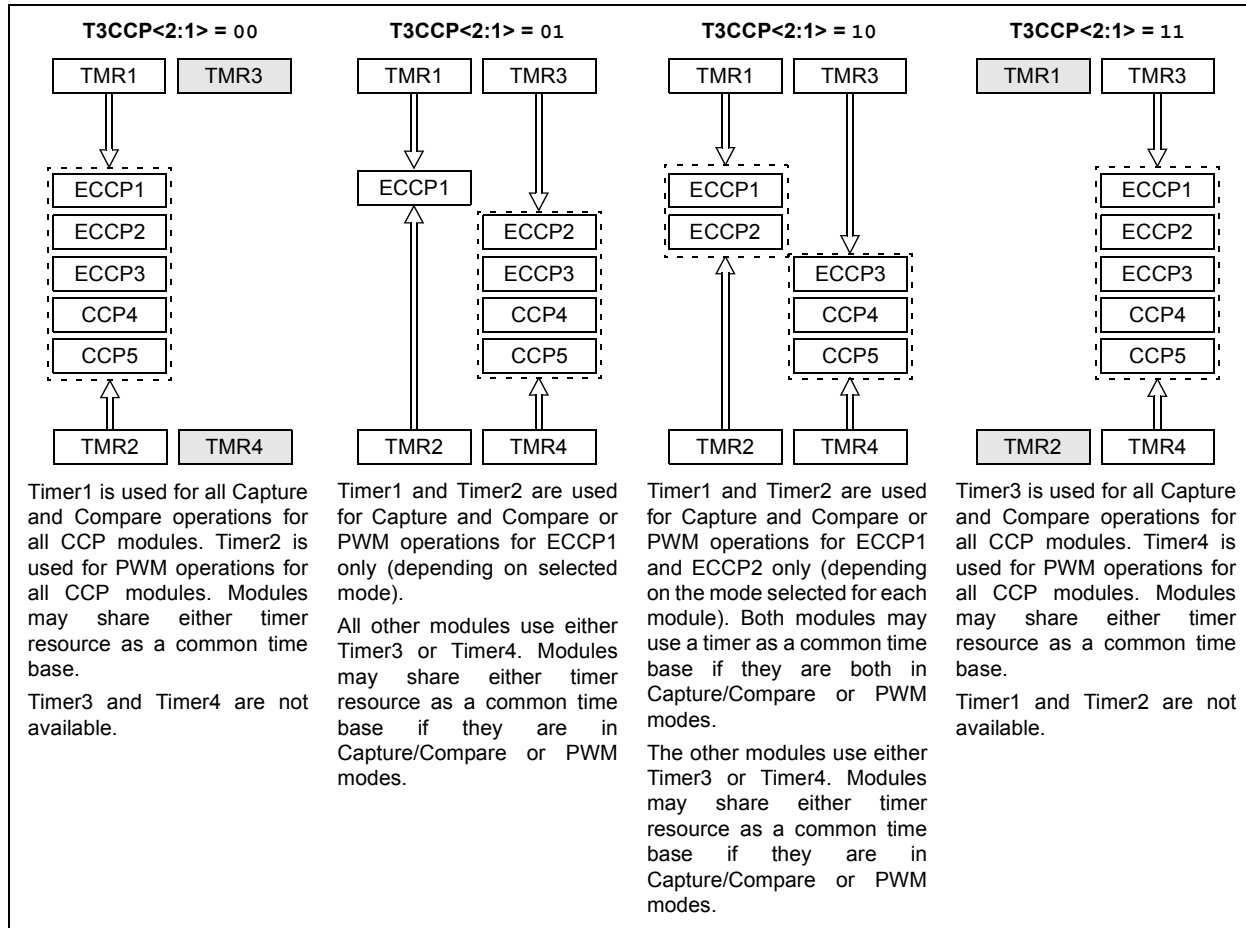 T3CCP<2:1> = 00
TMR1 TMR3
ECCP1
ECCP2
ECCP3
CCP4
CCP5
TMR2 TMR4
Timer1 is used for all Capture
and Compare operations for
all CCP modules. Timer2 is
used for PWM operations for
all CCP modules. Modules
may share either timer
resource as a common time
base.
Timer3 and Timer4 are not
available.
T3CCP<2:1> = 01
TMR1 TMR3
ECCP1
ECCP2
ECCP3
CCP4
CCP5
TMR2 TMR4
Timer1 and Timer2 are used
for Capture and Compare or
PWM operations for ECCP1
only (depending on selected
mode).
All other modules use either
Timer3 or Timer4. Modules
may share either timer
resource as a common time
base if they are in
Capture/Compare or PWM
modes.
T3CCP<2:1> = 10
TMR1 TMR3
ECCP1
ECCP2
ECCP3
CCP4
CCP5
TMR2 TMR4
Timer1 and Timer2 are used
for Capture and Compare or
PWM operations for ECCP1
and ECCP2 only (depending
on the mode selected for each
module). Both modules may
use a timer as a common time
base if they are both in
Capture/Compare or PWM
modes.
The other modules use either
Timer3 or Timer4. Modules
may share either timer
resource as a common time
base if they are in
Capture/Compare or PWM
modes.
T3CCP<2:1> = 11
TMR1 TMR3
ECCP1
ECCP2
ECCP3
CCP4
CCP5
TMR2 TMR4
Timer3 is used for all Capture
and Compare operations for
all CCP modules. Timer4 is
used for PWM operations for
all CCP modules. Modules
may share either timer
resource as a common time
base.
Timer1 and Timer2 are not
available.